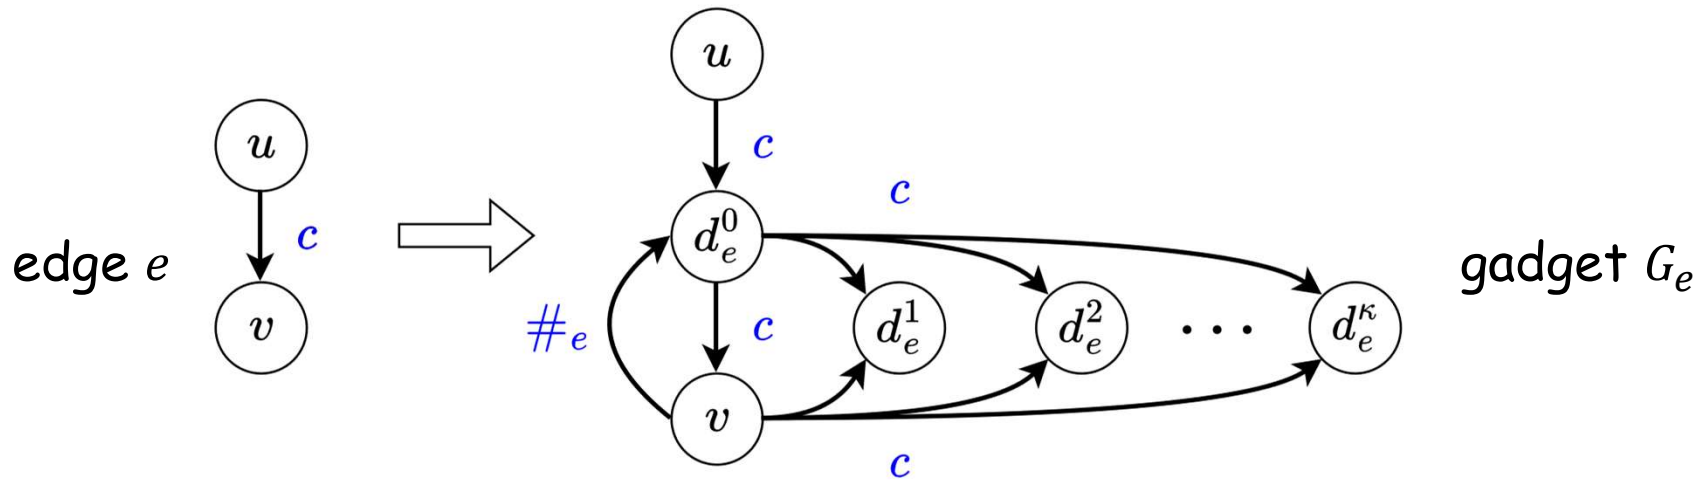 edge e
u
c
v
u
c
d_e^0
c
#_e
c
d_e^1
d_e^2
...
d_e^κ
v
c
gadget G_e